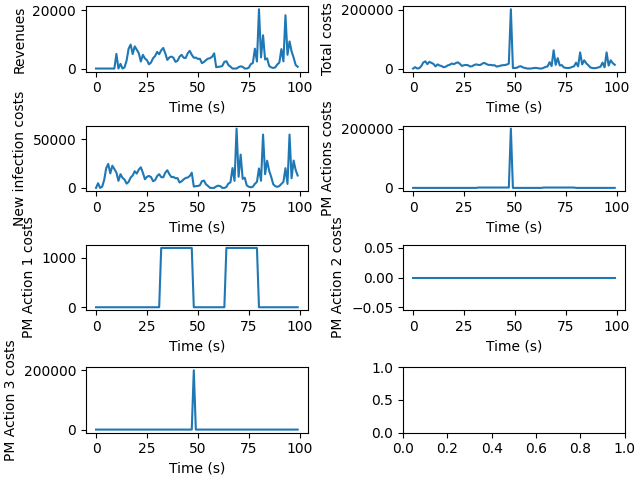 Revenues
20000
0
0 25 50 75 100
Time (s)
Total costs
200000
0
0 25 50 75 100
Time (s)
New infection costs
50000
0
0 25 50 75 100
Time (s)
PM Actions costs
200000
0
0 25 50 75 100
Time (s)
PM Action 1 costs
1000
0
0 25 50 75 100
Time (s)
PM Action 2 costs
0.05
0.00
−0.05
0 25 50 75 100
Time (s)
PM Action 3 costs
200000
0
0 25 50 75 100
Time (s)
1.0
0.5
0.0
0.0 0.2 0.4 0.6 0.8 1.0